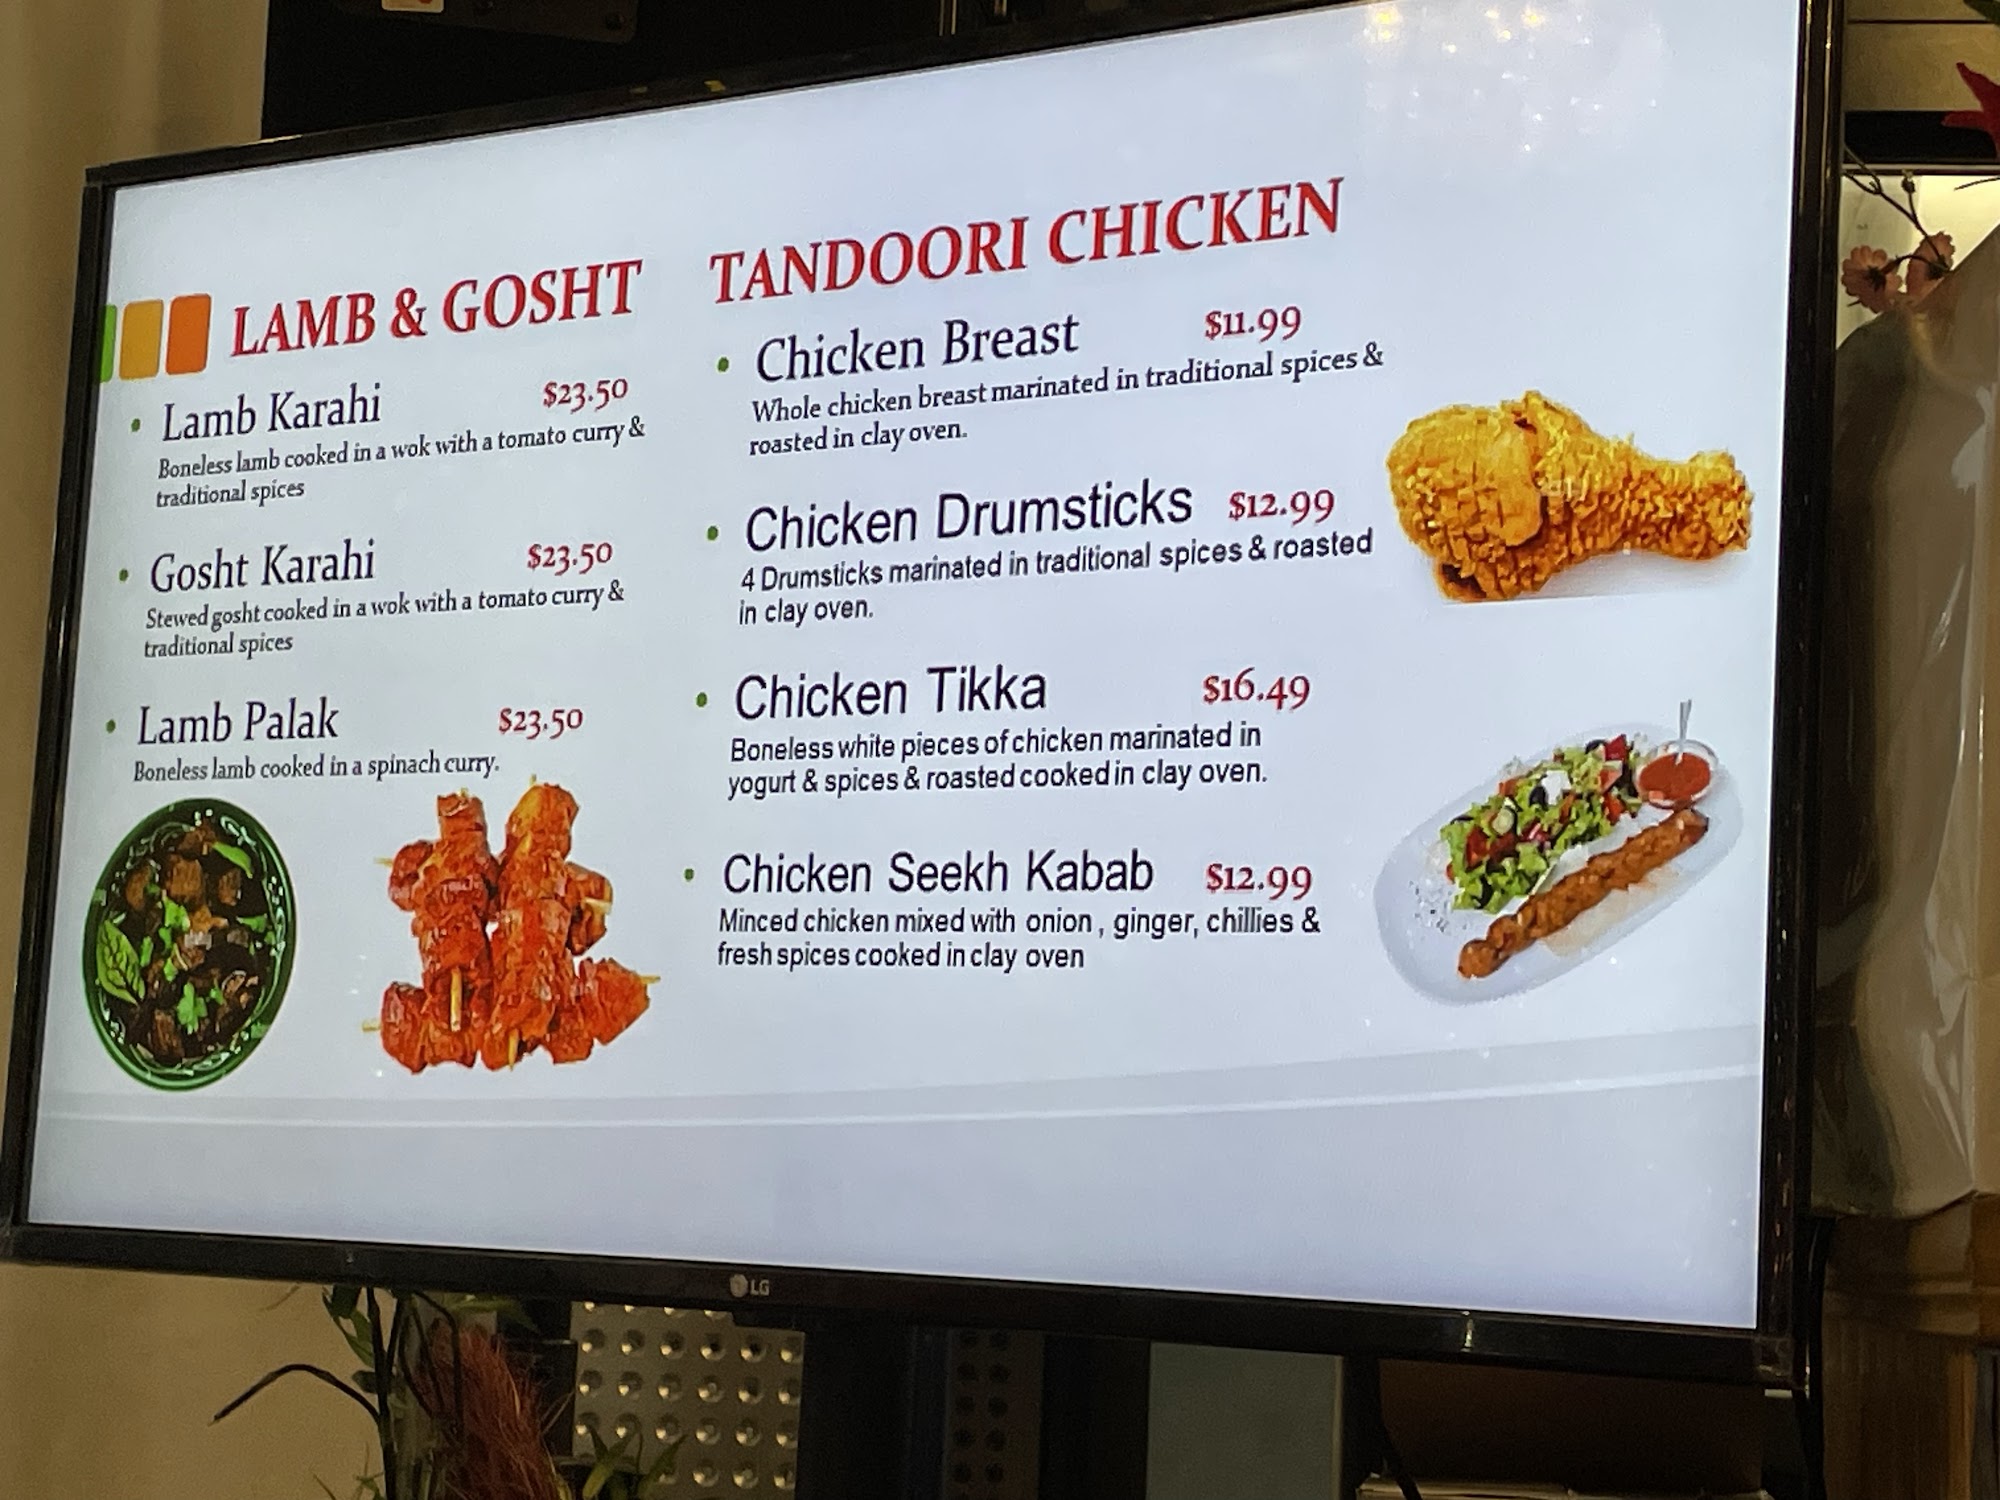 LAMB & GOSHT
• Lamb Karahi $23.50
Boneless lamb cooked in a wok with a tomato curry &
traditional spices
• Gosht Karahi $23.50
Stewed gosht cooked in a wok with a tomato curry &
traditional spices
• Lamb Palak $23.50
Boneless lamb cooked in a spinach curry.
TANDOORI CHICKEN
• Chicken Breast $11.99
Whole chicken breast marinated in traditional spices &
roasted in clay oven.
• Chicken Drumsticks $12.99
4 Drumsticks marinated in traditional spices & roasted
in clay oven.
• Chicken Tikka $16.49
Boneless white pieces of chicken marinated in
yogurt & spices & roasted cooked in clay oven.
• Chicken Seekh Kabab $12.99
Minced chicken mixed with onion , ginger, chillies &
fresh spices cooked in clay oven
LG